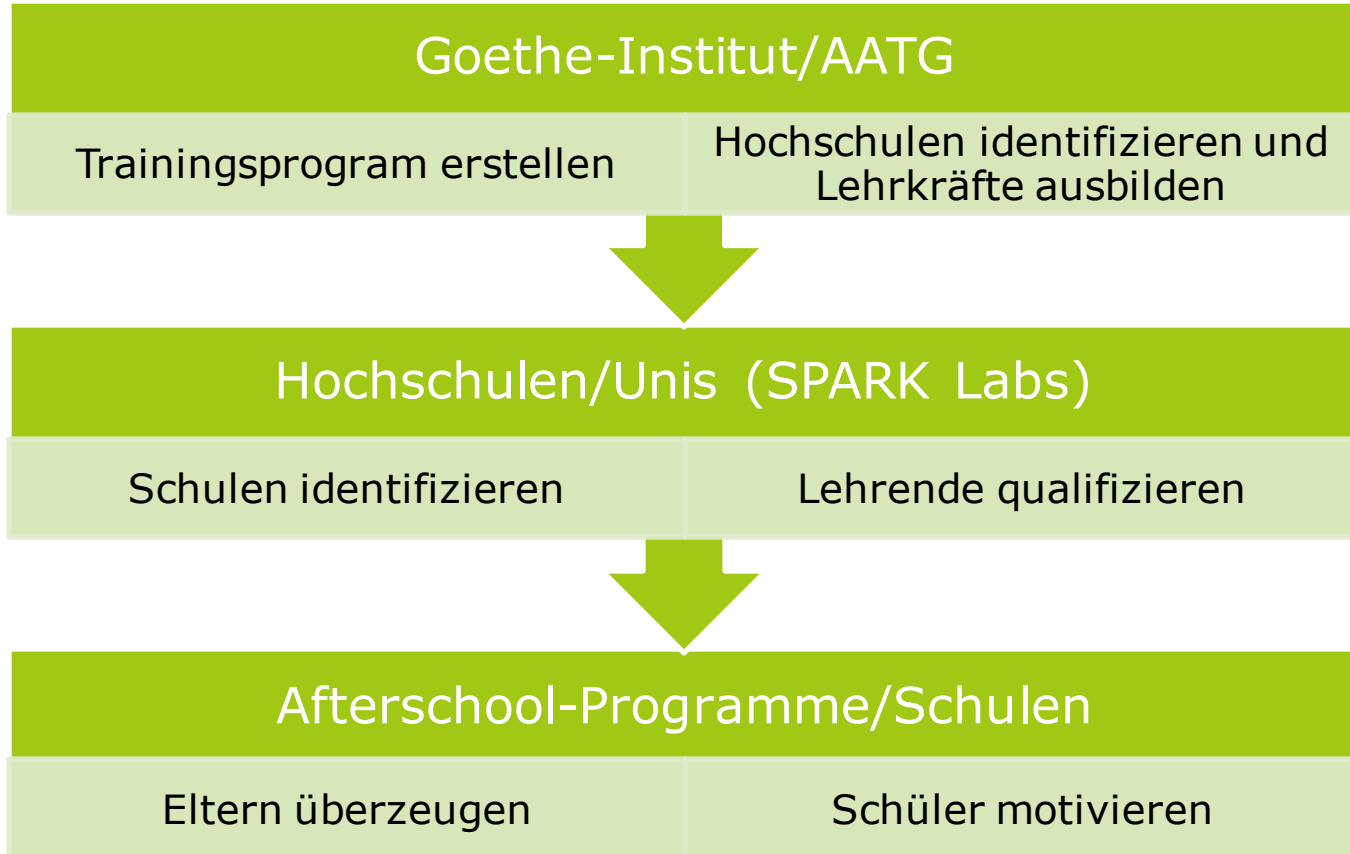 Goethe-Institut/AATG
Trainingsprogram erstellen
Hochschulen identifizieren und
Lehrkräfte ausbilden
Hochschulen/Unis (SPARK Labs)
Schulen identifizieren
Lehrende qualifizieren
Afterschool-Programme/Schulen
Eltern überzeugen
Schüler motivieren